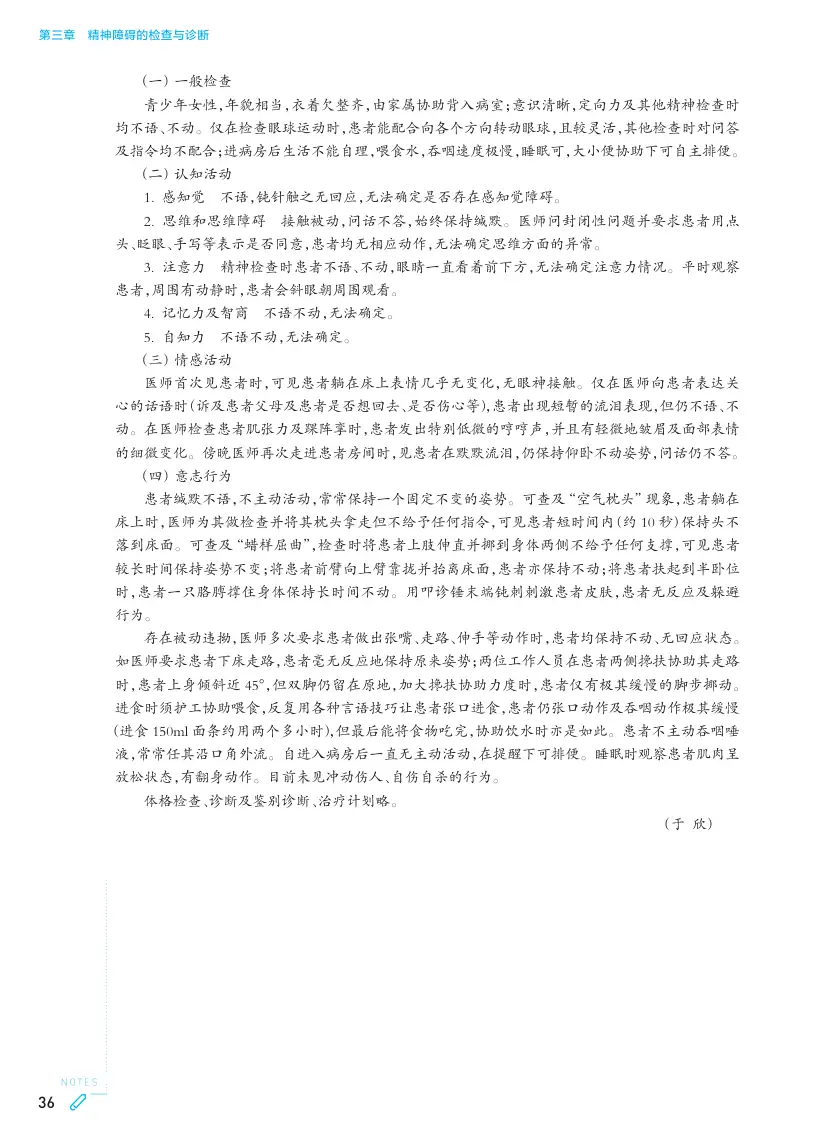 第三章　精神障碍的检查与诊断
（一）一般检查
青少年女性，年貌相当，衣着欠整齐，由家属协助背入病室；意识清晰，定向力及其他精神检查时
均不语、不动。仅在检查眼球运动时，患者能配合向各个方向转动眼球，且较灵活，其他检查时对问答
及指令均不配合；进病房后生活不能自理，喂食水，吞咽速度极慢，睡眠可，大小便协助下可自主排便。
（二）认知活动
1. 感知觉　不语，钝针触之无回应，无法确定是否存在感知觉障碍。
2. 思维和思维障碍　接触被动，问话不答，始终保持缄默。医师问封闭性问题并要求患者用点
头、眨眼、手写等表示是否同意，患者均无相应动作，无法确定思维方面的异常。
3. 注意力　精神检查时患者不语、不动，眼睛一直看着前下方，无法确定注意力情况。平时观察
患者，周围有动静时，患者会斜眼朝周围观看。
4. 记忆力及智商　不语不动，无法确定。
5. 自知力　不语不动，无法确定。
（三）情感活动
医师首次见患者时，可见患者躺在床上表情几乎无变化，无眼神接触。仅在医师向患者表达关
心的话语时（诉及患者父母及患者是否想回去、是否伤心等），患者出现短暂的流泪表现，但仍不语、不
动。在医师检查患者肌张力及踝阵挛时，患者发出特别低微的哼哼声，并且有轻微地皱眉及面部表情
的细微变化。傍晚医师再次走进患者房间时，见患者在默默流泪，仍保持仰卧不动姿势，问话仍不答。
（四）意志行为
患者缄默不语，不主动活动，常常保持一个固定不变的姿势。可查及“空气枕头”现象，患者躺在
床上时，医师为其做检查并将其枕头拿走但不给予任何指令，可见患者短时间内（约 10 秒）保持头不
落到床面。可查及“蜡样屈曲”，检查时将患者上肢伸直并挪到身体两侧不给予任何支撑，可见患者
较长时间保持姿势不变；将患者前臂向上臂靠拢并抬离床面，患者亦保持不动；将患者扶起到半卧位
时，患者一只胳膊撑住身体保持长时间不动。用叩诊锤末端钝刺刺激患者皮肤，患者无反应及躲避
行为。
存在被动违拗，医师多次要求患者做出张嘴、走路、伸手等动作时，患者均保持不动、无回应状态。
如医师要求患者下床走路，患者毫无反应地保持原来姿势；两位工作人员在患者两侧搀扶协助其走路
时，患者上身倾斜近 45°，但双脚仍留在原地，加大搀扶协助力度时，患者仅有极其缓慢的脚步挪动。
进食时须护工协助喂食，反复用各种言语技巧让患者张口进食，患者仍张口动作及吞咽动作极其缓慢
（进食 150ml 面条约用两个多小时），但最后能将食物吃完，协助饮水时亦是如此。患者不主动吞咽唾
液，常常任其沿口角外流。自进入病房后一直无主动活动，在提醒下可排便。睡眠时观察患者肌肉呈
放松状态，有翻身动作。目前未见冲动伤人、自伤自杀的行为。
体格检查、诊断及鉴别诊断、治疗计划略。
（于 欣）
NOTES
36